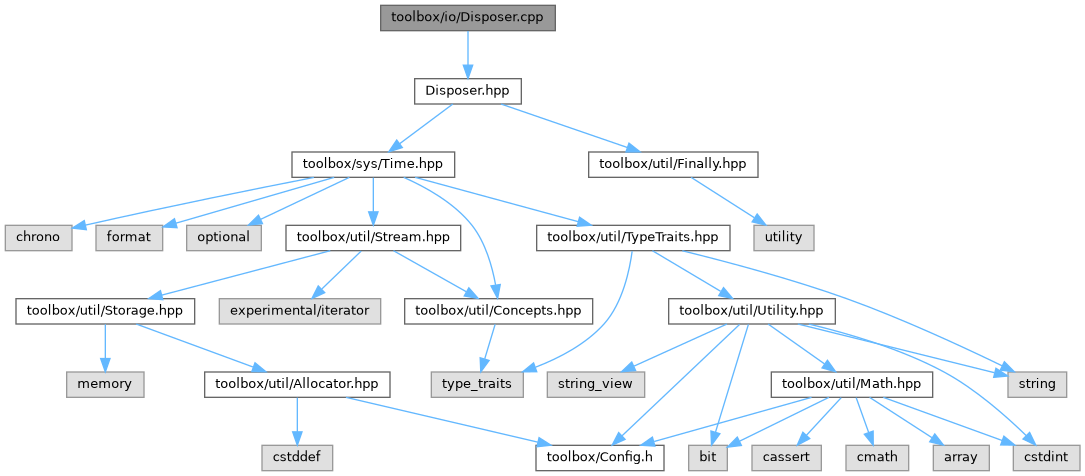 toolbox/io/Disposer.cpp
Disposer.hpp
toolbox/sys/Time.hpp
toolbox/util/Finally.hpp
chrono
format
optional
toolbox/util/Stream.hpp
toolbox/util/TypeTraits.hpp
utility
toolbox/util/Storage.hpp
experimental/iterator
toolbox/util/Concepts.hpp
toolbox/util/Utility.hpp
memory
toolbox/util/Allocator.hpp
type_traits
string_view
toolbox/util/Math.hpp
string
cstddef
toolbox/Config.h
bit
cassert
cmath
array
cstdint